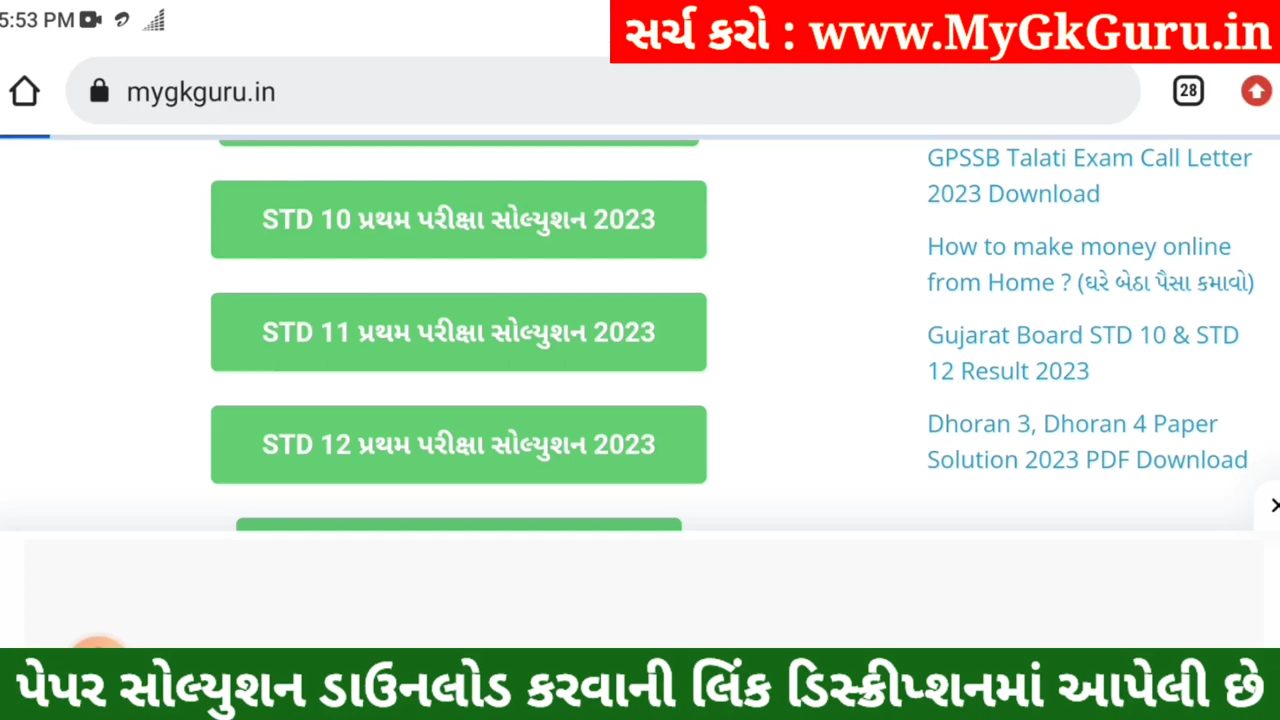 5:53 PM
સર્ચ કરો : www.MyGkGuru.in
mygkguru.in
28
STD 10 પ્રથમ પરીક્ષા સોલ્યુશન 2023
STD 11 પ્રથમ પરીક્ષા સોલ્યુશન 2023
STD 12 પ્રથમ પરીક્ષા સોલ્યુશન 2023
GPSSB Talati Exam Call Letter
2023 Download
How to make money online
from Home ? (ઘરે બેઠા પૈસા કમાવો)
Gujarat Board STD 10 & STD
12 Result 2023
Dhoran 3, Dhoran 4 Paper
Solution 2023 PDF Download
પેપર સોલ્યુશન ડાઉનલોડ કરવાની લિંક ડિસ્ક્રીપ્શનમાં આપેલી છે